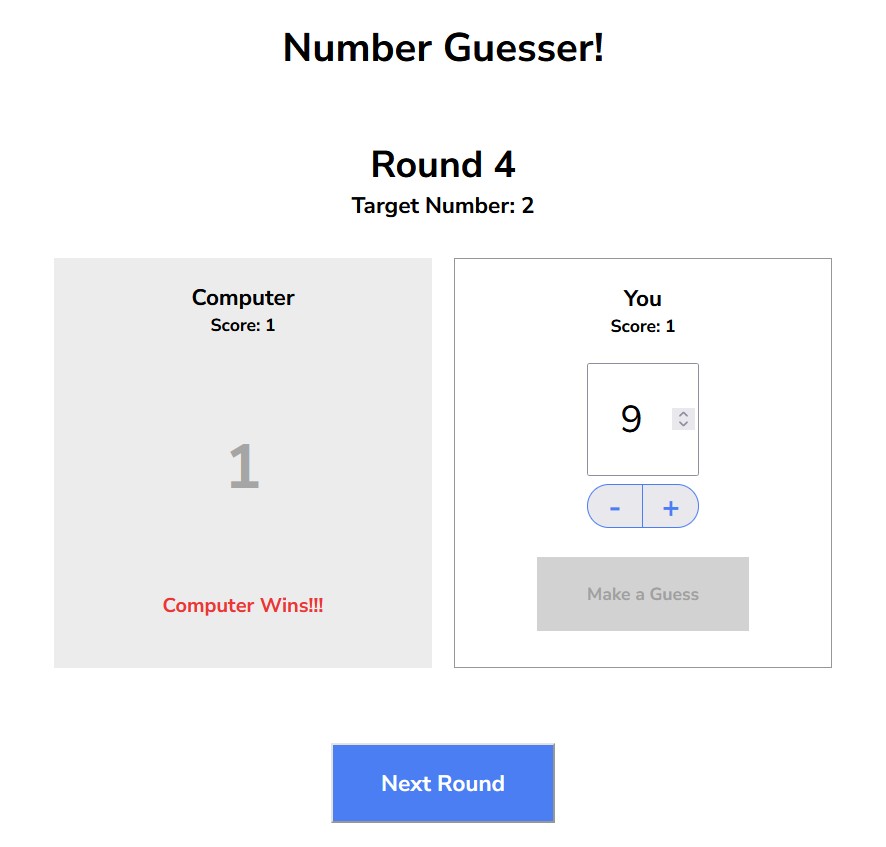 Number Guesser!
Round 4
Target Number: 2
Computer
Score: 1
1
Computer Wins!!!
You
Score: 1
9
- +
Make a Guess
Next Round